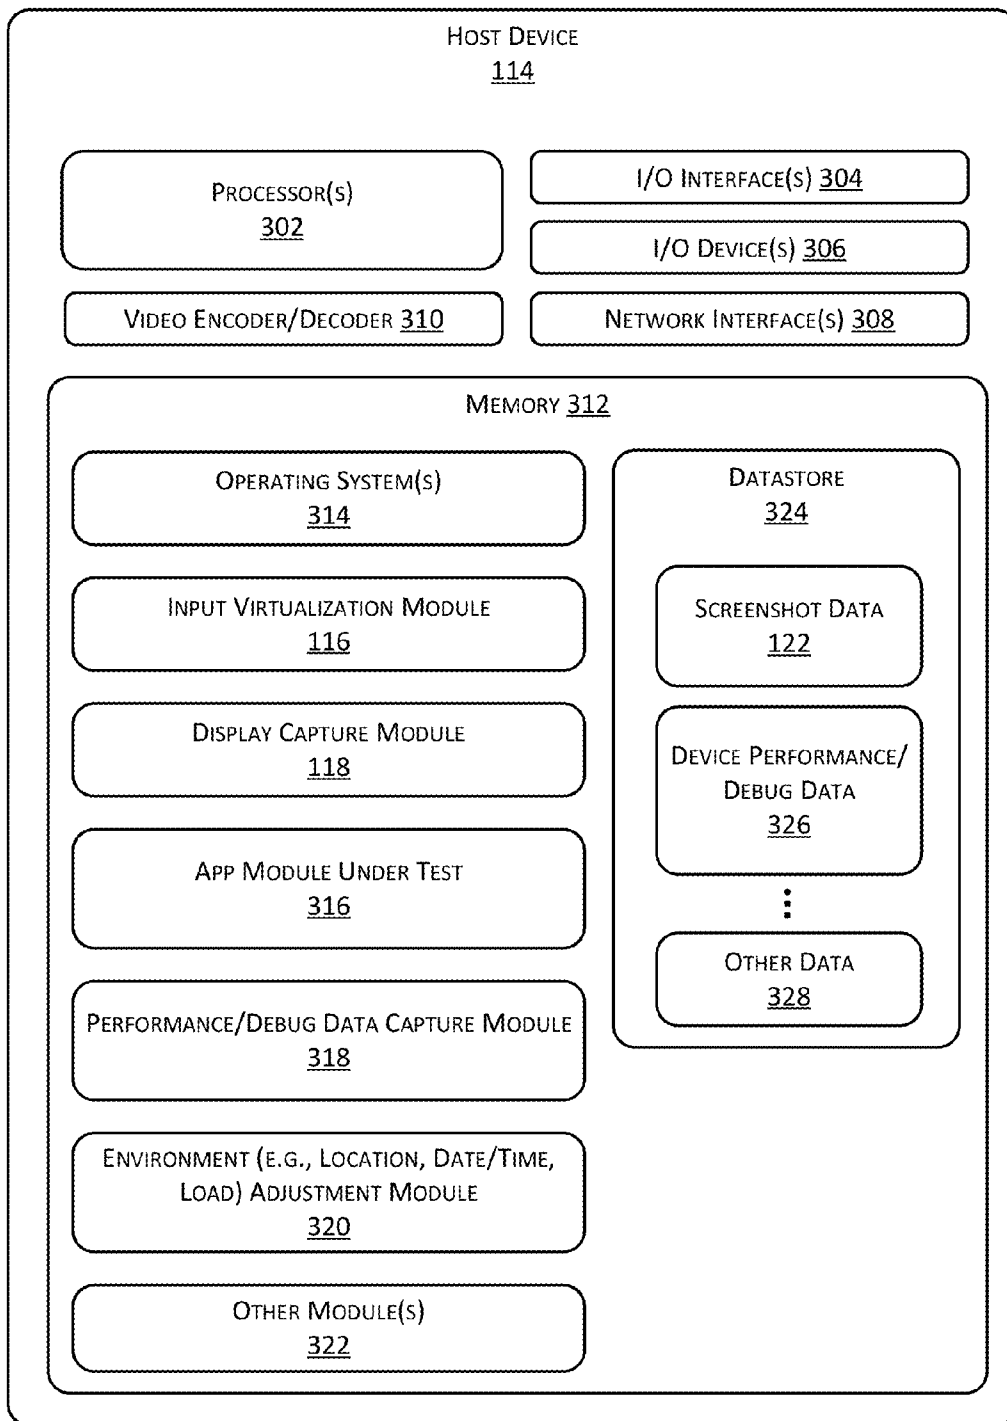 HOST DEVICE
114
PROCESSOR(S)
302
I/O INTERFACE(S) 304
I/O DEVICE(S) 306
VIDEO ENCODER/DECODER 310
NETWORK INTERFACE(S) 308
MEMORY 312
OPERATING SYSTEM(S)
314
INPUT VIRTUALIZATION MODULE
116
DISPLAY CAPTURE MODULE
118
APP MODULE UNDER TEST
316
PERFORMANCE/DEBUG DATA CAPTURE MODULE
318
ENVIRONMENT (E.G., LOCATION, DATE/TIME,
LOAD) ADJUSTMENT MODULE
320
OTHER MODULE(S)
322
DATASTORE
324
SCREENSHOT DATA
122
DEVICE PERFORMANCE/
DEBUG DATA
326
OTHER DATA
328